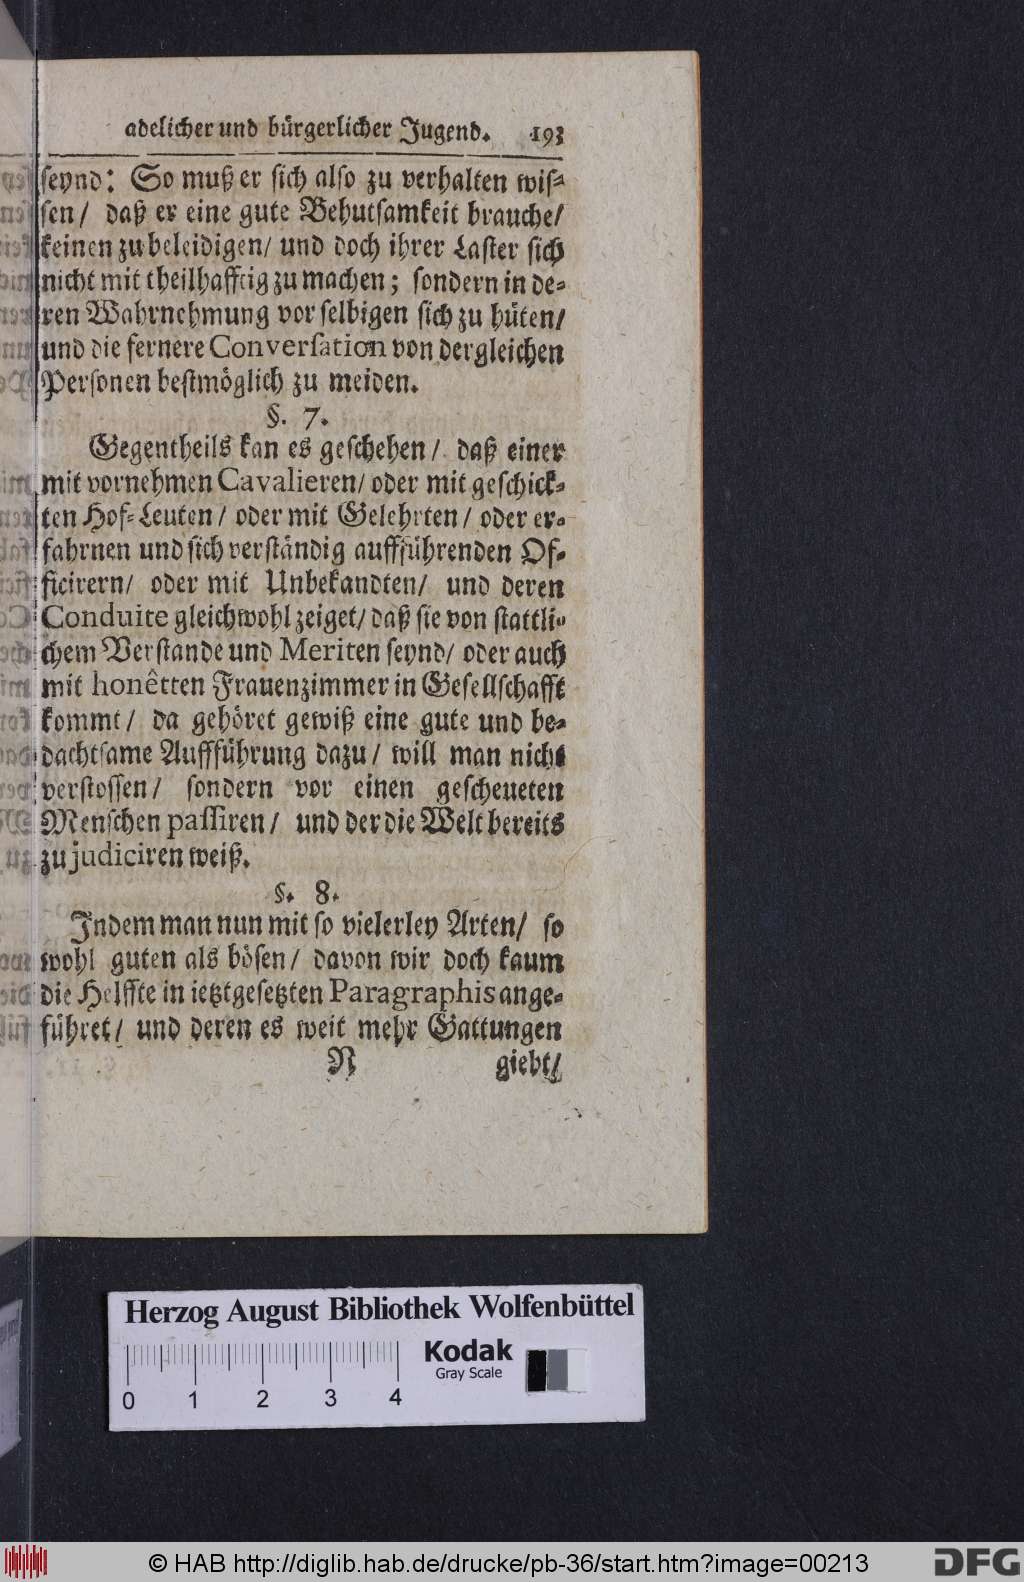 adelicher und bürgerlicher Jugend. 193
seynd: So muß er sich also zu verhalten wis-
sen/ daß er eine gute Behutsamkeit brauche/
keinen zu beleidigen/ und doch ihrer Laster sich
nicht mit theilhafftig zu machen; sondern in de-
ren Wahrnehmung vor selbigen sich zu hüten/
und die fernere Conversation von dergleichen
Personen bestmöglich zu meiden.
§. 7.
Gegentheils kan es geschehen/ daß einer
mit vornehmen Cavalieren/ oder mit geschick-
ten Hof-Leuten/ oder mit Gelehrten/ oder er-
fahrnen und sich verständig auffführenden Of-
ficirern/ oder mit Unbekandten/ und deren
Conduite gleichwohl zeiget/ daß sie von stattli-
chem Verstande und Meriten seynd/ oder auch
mit honêtten Frauenzimmer in Gesellschafft
kommt/ da gehöret gewiß eine gute und be-
dachtsame Auffführung dazu/ will man nicht
verstossen/ sondern vor einen gescheueten
Menschen passiren/ und der die Welt bereits
zu judiciren weiß.
§. 8.
Indem man nun mit so vielerley Arten/ so
wohl guten als bösen/ davon wir doch kaum
die Helffte in ietztgesetzten Paragraphis ange-
führet/ und deren es weit mehr Gattungen
N giebt/
Herzog August Bibliothek Wolfenbüttel
Kodak
Gray Scale
0 1 2 3 4
© HAB http://diglib.hab.de/drucke/pb-36/start.htm?image=00213
DFG